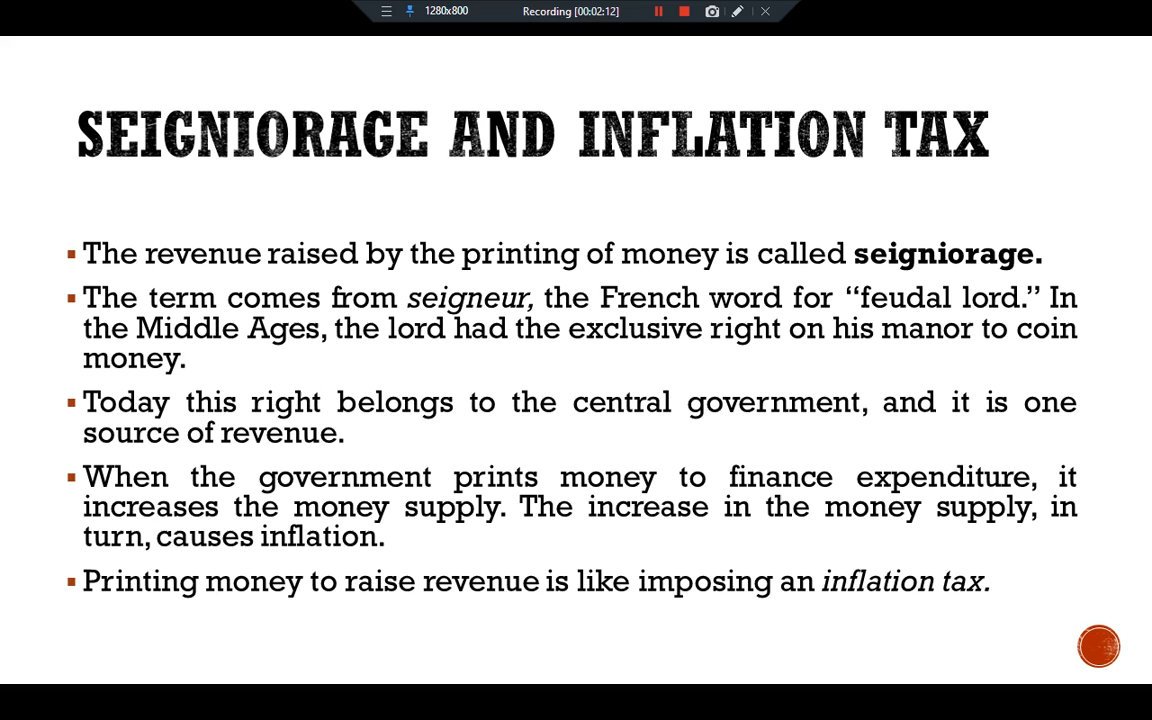 1280x800 Recording [00:02:12]
SEIGNIORAGE AND INFLATION TAX
▪ The revenue raised by the printing of money is called seigniorage.
▪ The term comes from seigneur, the French word for “feudal lord.” In
the Middle Ages, the lord had the exclusive right on his manor to coin
money.
▪ Today this right belongs to the central government, and it is one
source of revenue.
▪ When the government prints money to finance expenditure, it
increases the money supply. The increase in the money supply, in
turn, causes inflation.
▪ Printing money to raise revenue is like imposing an inflation tax.